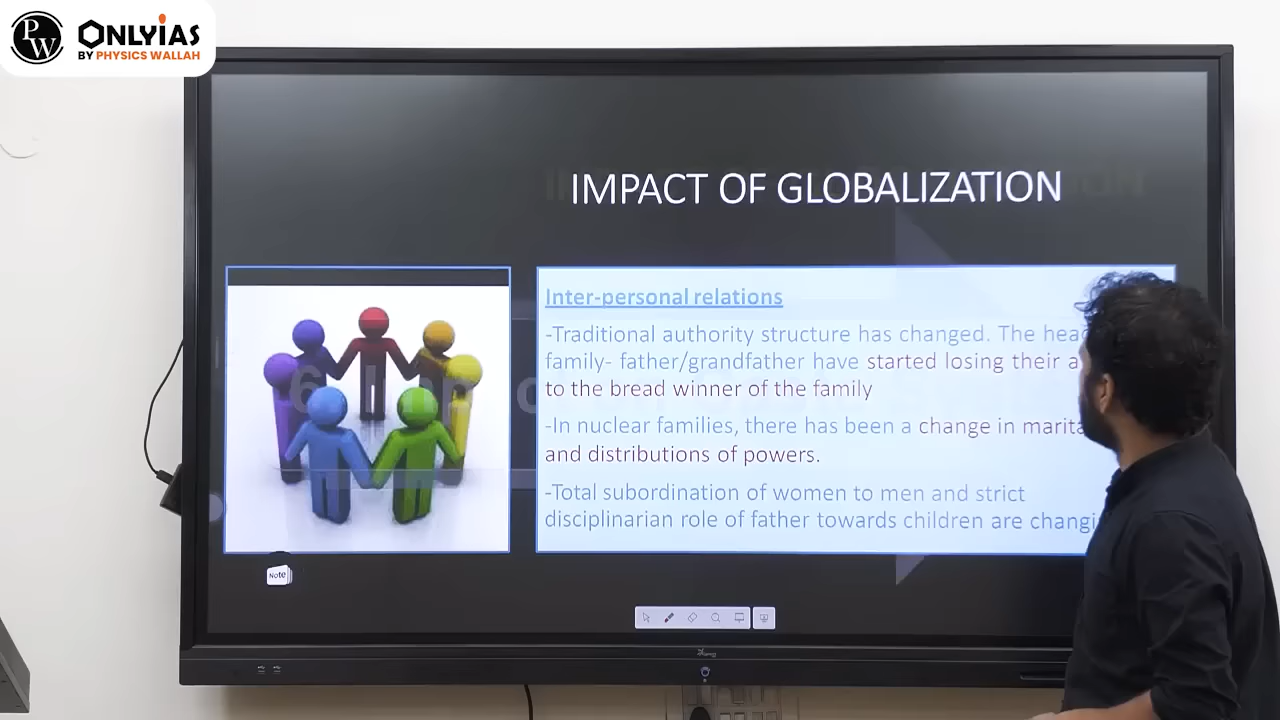 PW
ONLYIAS
BY PHYSICS WALLAH
IMPACT OF GLOBALIZATION
Inter-personal relations
-Traditional authority structure has changed. The
family- father/grandfather have started losing their
to the bread winner of the family
-In nuclear families, there has been a change in
and distributions of powers.
-Total subordination of women to men and strict
disciplinarian role of father towards children are
Note